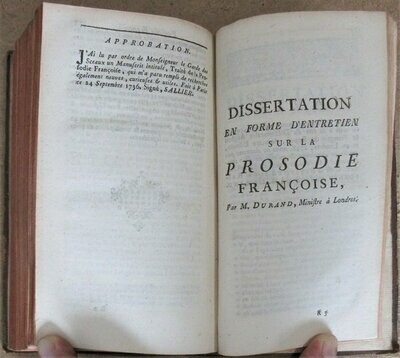 APPROBATION.
J'Ai lu par ordre de Monseigneur le Garde des
Sceaux un Manuscrit intitulé, Traité de la Pro-
sodie Françoise, qui m'a paru rempli de recherches
également neuves, curieuses & utiles. Fait à Paris
ce 24 Septembre 1736. Signé, SALLIER.
DISSERTATION
EN FORME D'ENTRETIEN
SUR LA
PROSODIE
FRANÇOISE,
Par M. DURAND, Ministre à Londres.
K 5